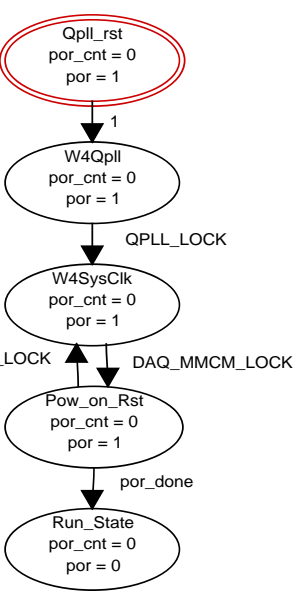 Qpll_rst
por_cnt = 0
por = 1
1
W4Qpll
por_cnt = 0
por = 1
QPLL_LOCK
W4SysClk
por_cnt = 0
por = 1
_LOCK
DAQ_MMCM_LOCK
Pow_on_Rst
por_cnt = 0
por = 1
por_done
Run_State
por_cnt = 0
por = 0